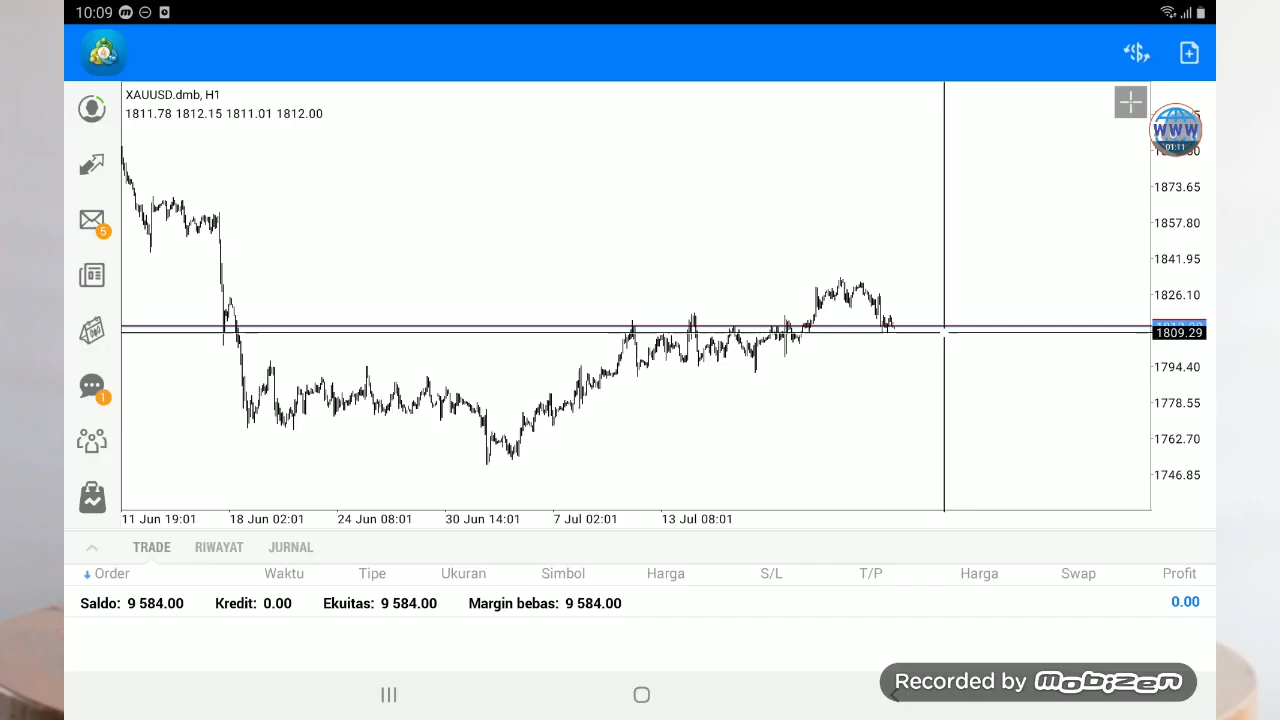 10:09
XAUUSD.dmb, H1
1811.78 1812.15 1811.01 1812.00
WWW
01:11
1873.65
1857.80
1841.95
1826.10
1809.29
1794.40
1778.55
1762.70
1746.85
5
1
11 Jun 19:01 18 Jun 02:01 24 Jun 08:01 30 Jun 14:01 7 Jul 02:01 13 Jul 08:01
TRADE RIWAYAT JURNAL
Order Waktu Tipe Ukuran Simbol Harga S/L T/P Harga Swap Profit
Saldo: 9 584.00 Kredit: 0.00 Ekuitas: 9 584.00 Margin bebas: 9 584.00 0.00
Recorded by mobizen